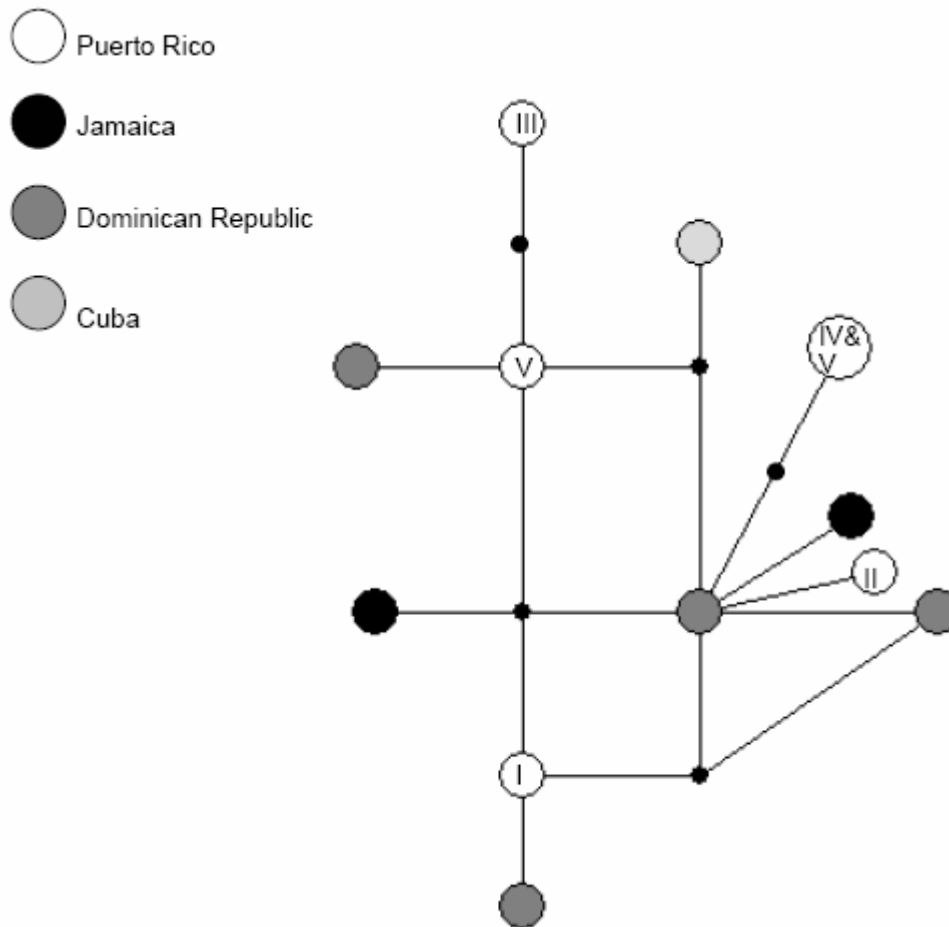 Puerto Rico
Jamaica
Dominican Republic
Cuba
III
IV&
V
V
II
I